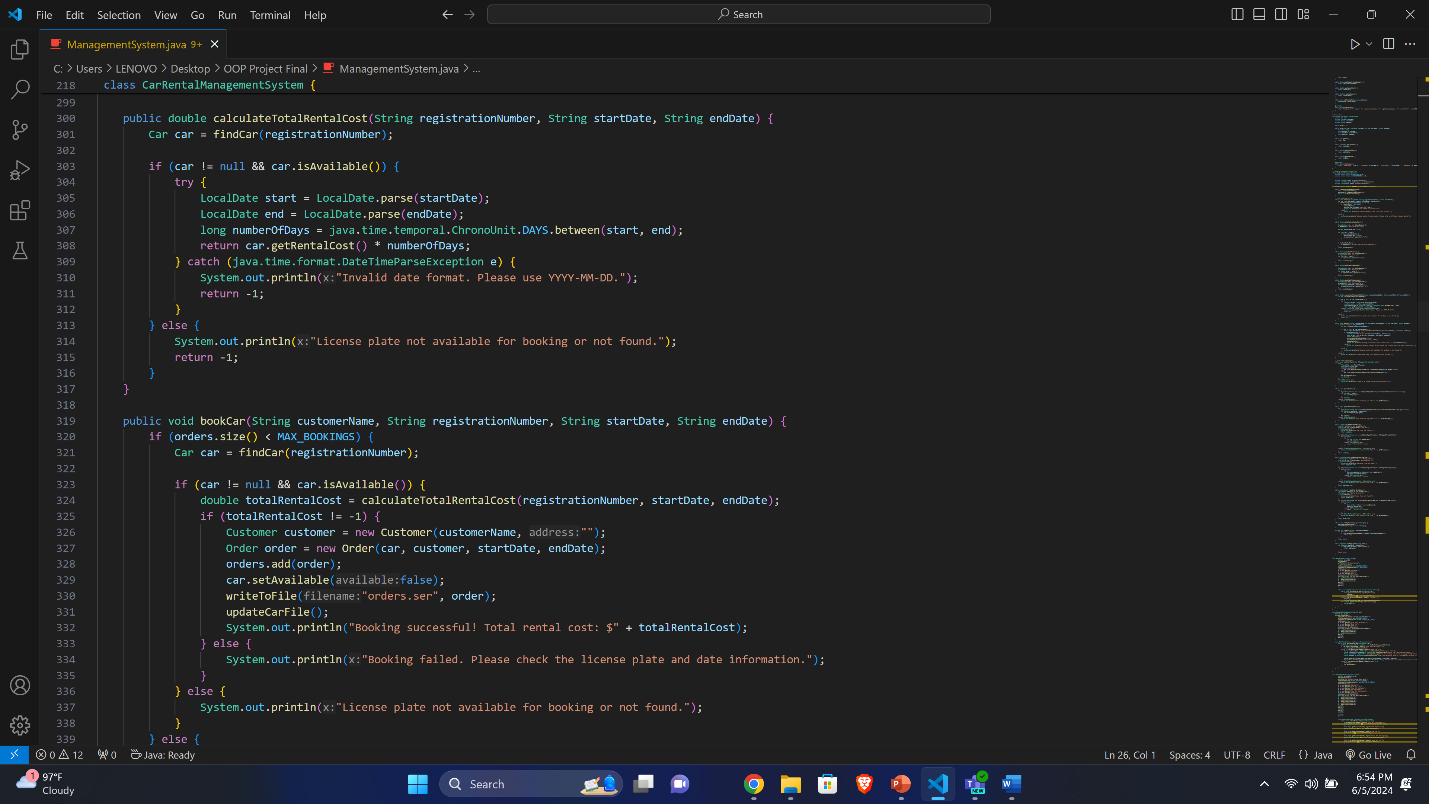 File Edit Selection View Go Run Terminal Help
Search
ManagementSystem.java 9+
C: > Users > LENOVO > Desktop > OOP Project Final > ManagementSystem.java > ...
218 class CarRentalManagementSystem {
299
300 public double calculateTotalRentalCost(String registrationNumber, String startDate, String endDate) {
301 Car car = findCar(registrationNumber);
302
303 if (car != null && car.isAvailable()) {
304 try {
305 LocalDate start = LocalDate.parse(startDate);
306 LocalDate end = LocalDate.parse(endDate);
307 long numberOfDays = java.time.temporal.ChronoUnit.DAYS.between(start, end);
308 return car.getRentalCost() * numberOfDays;
309 } catch (java.time.format.DateTimeParseException e) {
310 System.out.println(x:"Invalid date format. Please use YYYY-MM-DD.");
311 return -1;
312 }
313 } else {
314 System.out.println(x:"License plate not available for booking or not found.");
315 return -1;
316 }
317 }
318
319 public void bookCar(String customerName, String registrationNumber, String startDate, String endDate) {
320 if (orders.size() < MAX_BOOKINGS) {
321 Car car = findCar(registrationNumber);
322
323 if (car != null && car.isAvailable()) {
324 double totalRentalCost = calculateTotalRentalCost(registrationNumber, startDate, endDate);
325 if (totalRentalCost != -1) {
326 Customer customer = new Customer(customerName, address:"");
327 Order order = new Order(car, customer, startDate, endDate);
328 orders.add(order);
329 car.setAvailable(available:false);
330 writeToFile(filename:"orders.ser", order);
331 updateCarFile();
332 System.out.println("Booking successful! Total rental cost: $" + totalRentalCost);
333 } else {
334 System.out.println(x:"Booking failed. Please check the license plate and date information.");
335 }
336 } else {
337 System.out.println(x:"License plate not available for booking or not found.");
338 }
339 } else {
0 12 0 Java: Ready Ln 26, Col 1 Spaces: 4 UTF-8 CRLF {} Java Go Live
1 97°F
Cloudy
Search
NEW
6:54 PM
6/5/2024